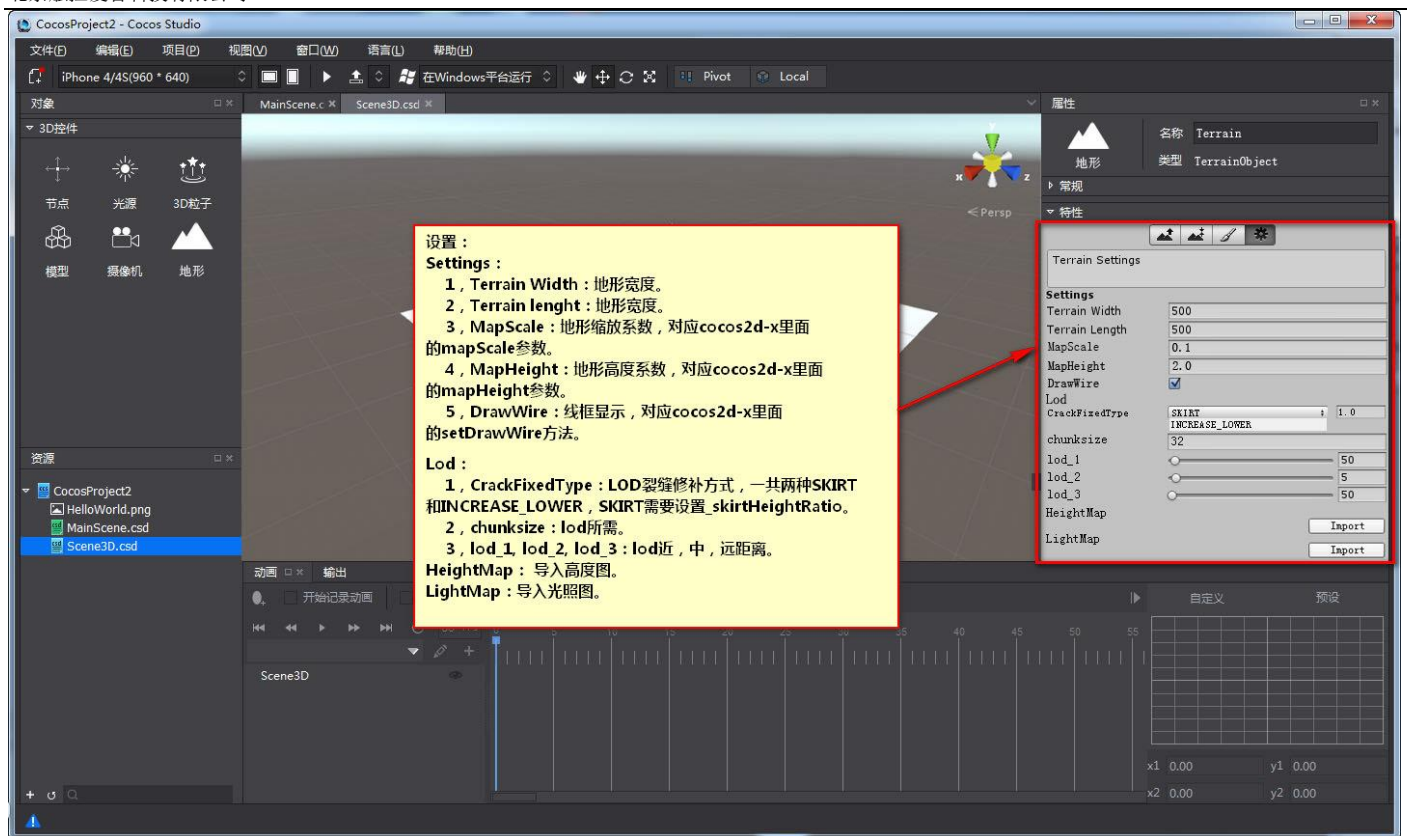 CocosProject2 - Cocos Studio
文件(F) 编辑(E) 项目(P) 视图(V) 窗口(W) 语言(L) 帮助(H)
iPhone 4/4S(960 * 640) 在Windows平台运行 Pivot Local
对象
MainScene.c Scene3D.csd
属性
3D控件
节点 光源 3D粒子
模型 摄像机 地形
x z
Persp
地形
名称 Terrain
类型 TerrainObject
常规
特性
Terrain Settings
Settings
Terrain Width 500
Terrain Length 500
MapScale 0.1
MapHeight 2.0
DrawWire
Lod
CrackFizedType SKIRT 1.0
INCREASE_LOWER
chunksize 32
lod_1 50
lod_2 5
lod_3 50
HeightMap
Import
LightMap
Import
设置：
Settings：
1，Terrain Width：地形宽度。
2，Terrain lenght：地形宽度。
3，MapScale：地形缩放系数，对应cocos2d-x里面
的mapScale参数。
4，MapHeight：地形高度系数，对应cocos2d-x里面
的mapHeight参数。
5，DrawWire：线框显示，对应cocos2d-x里面
的setDrawWire方法。
Lod：
1，CrackFixedType：LOD裂缝修补方式，一共两种SKIRT
和INCREASE_LOWER，SKIRT需要设置_skirtHeightRatio。
2，chunksize：lod所需。
3，lod_1, lod_2, lod_3：lod近，中，远距离。
HeightMap： 导入高度图。
LightMap：导入光照图。
资源
CocosProject2
HelloWorld.png
MainScene.csd
Scene3D.csd
动画 输出
开始记录动画
自定义 预设
0 5 10 15 20 25 30 35 40 45 50 55
Scene3D
x1 0.00 y1 0.00
x2 0.00 y2 0.00